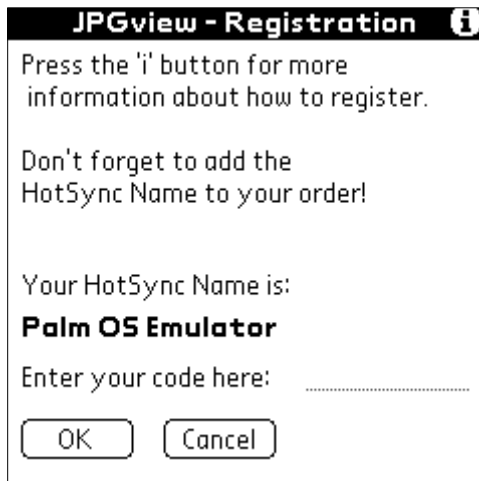 JPGview - Registration i
Press the 'i' button for more
information about how to register.
Don't forget to add the
HotSync Name to your order!
Your HotSync Name is:
Palm OS Emulator
Enter your code here:
OK Cancel